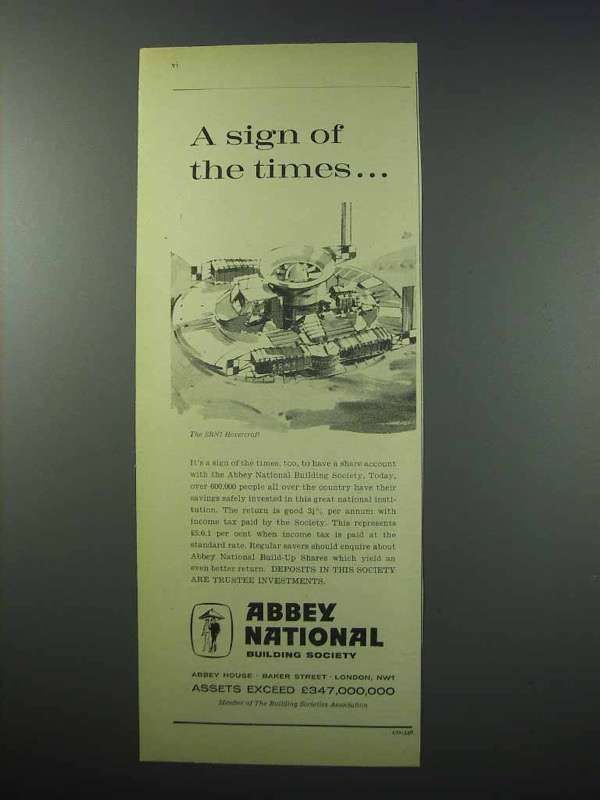 vi
A sign of
the times...
The SRN1 Hovercraft
It's a sign of the times, too, to have a share account
with the Abbey National Building Society. Today,
over 600,000 people all over the country have their
savings safely invested in this great national insti-
tution. The return is good % per annum with
income tax paid by the Society. This represents
£5.6.1 per cent when income tax is paid at the
standard rate. Regular savers should enquire about
Abbey National Build-Up Shares which yield an
even better return. DEPOSITS IN THIS SOCIETY
ARE TRUSTEE INVESTMENTS.
ABBEY
NATIONAL
BUILDING SOCIETY
ABBEY HOUSE · BAKER STREET · LONDON, NW1
ASSETS EXCEED £347,000,000
Member of The Building Societies Association